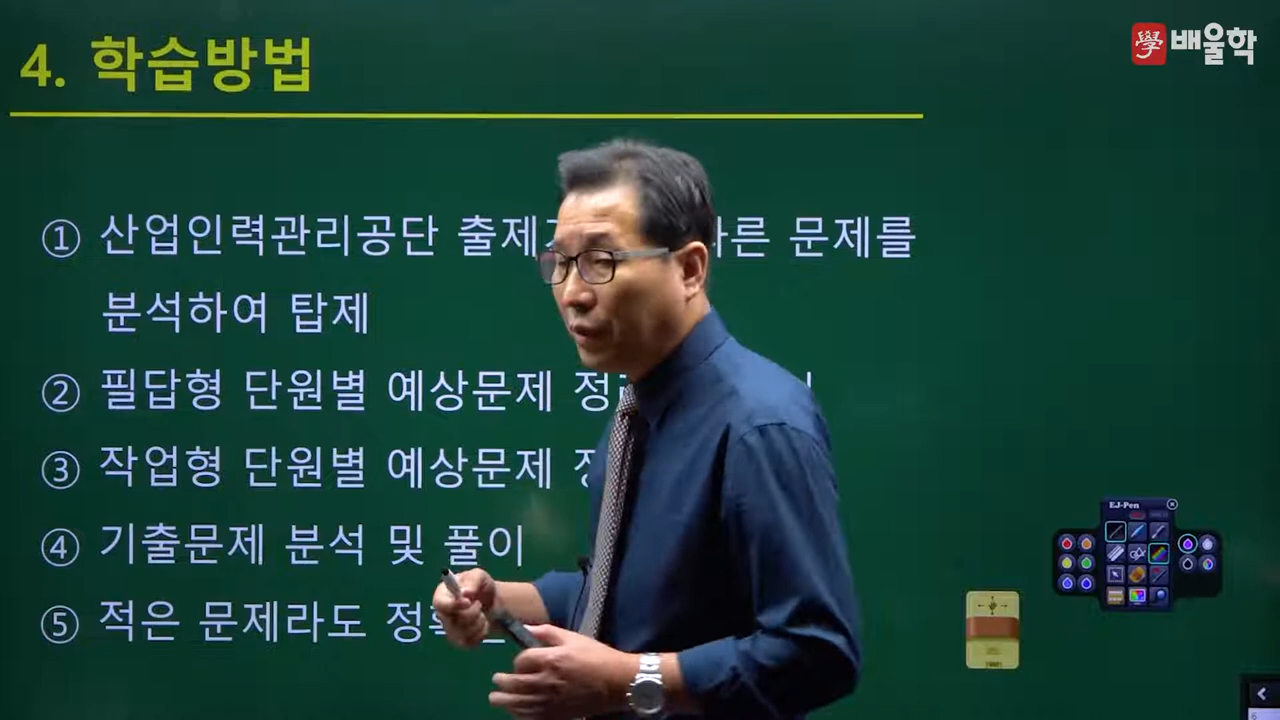 4. 학습방법
學 배울학
① 산업인력관리공단 출제 문제를
분석하여 탑제
② 필답형 단원별 예상문제
③ 작업형 단원별 예상문제
④ 기출문제 분석 및 풀이
⑤ 적은 문제라도
EJ-Pen